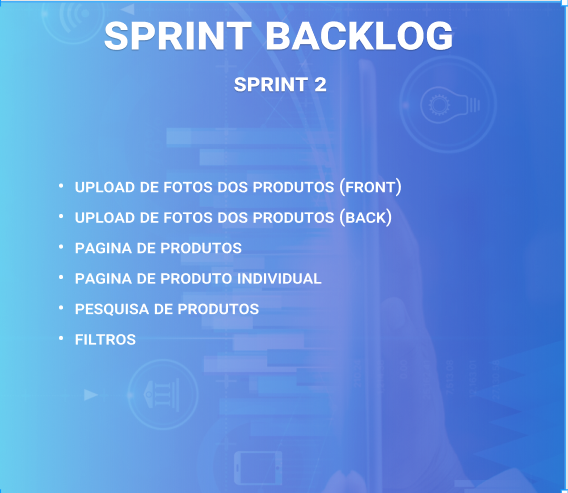 SPRINT BACKLOG
SPRINT 2
• UPLOAD DE FOTOS DOS PRODUTOS (FRONT)
• UPLOAD DE FOTOS DOS PRODUTOS (BACK)
• PAGINA DE PRODUTOS
• PAGINA DE PRODUTO INDIVIDUAL
• PESQUISA DE PRODUTOS
• FILTROS